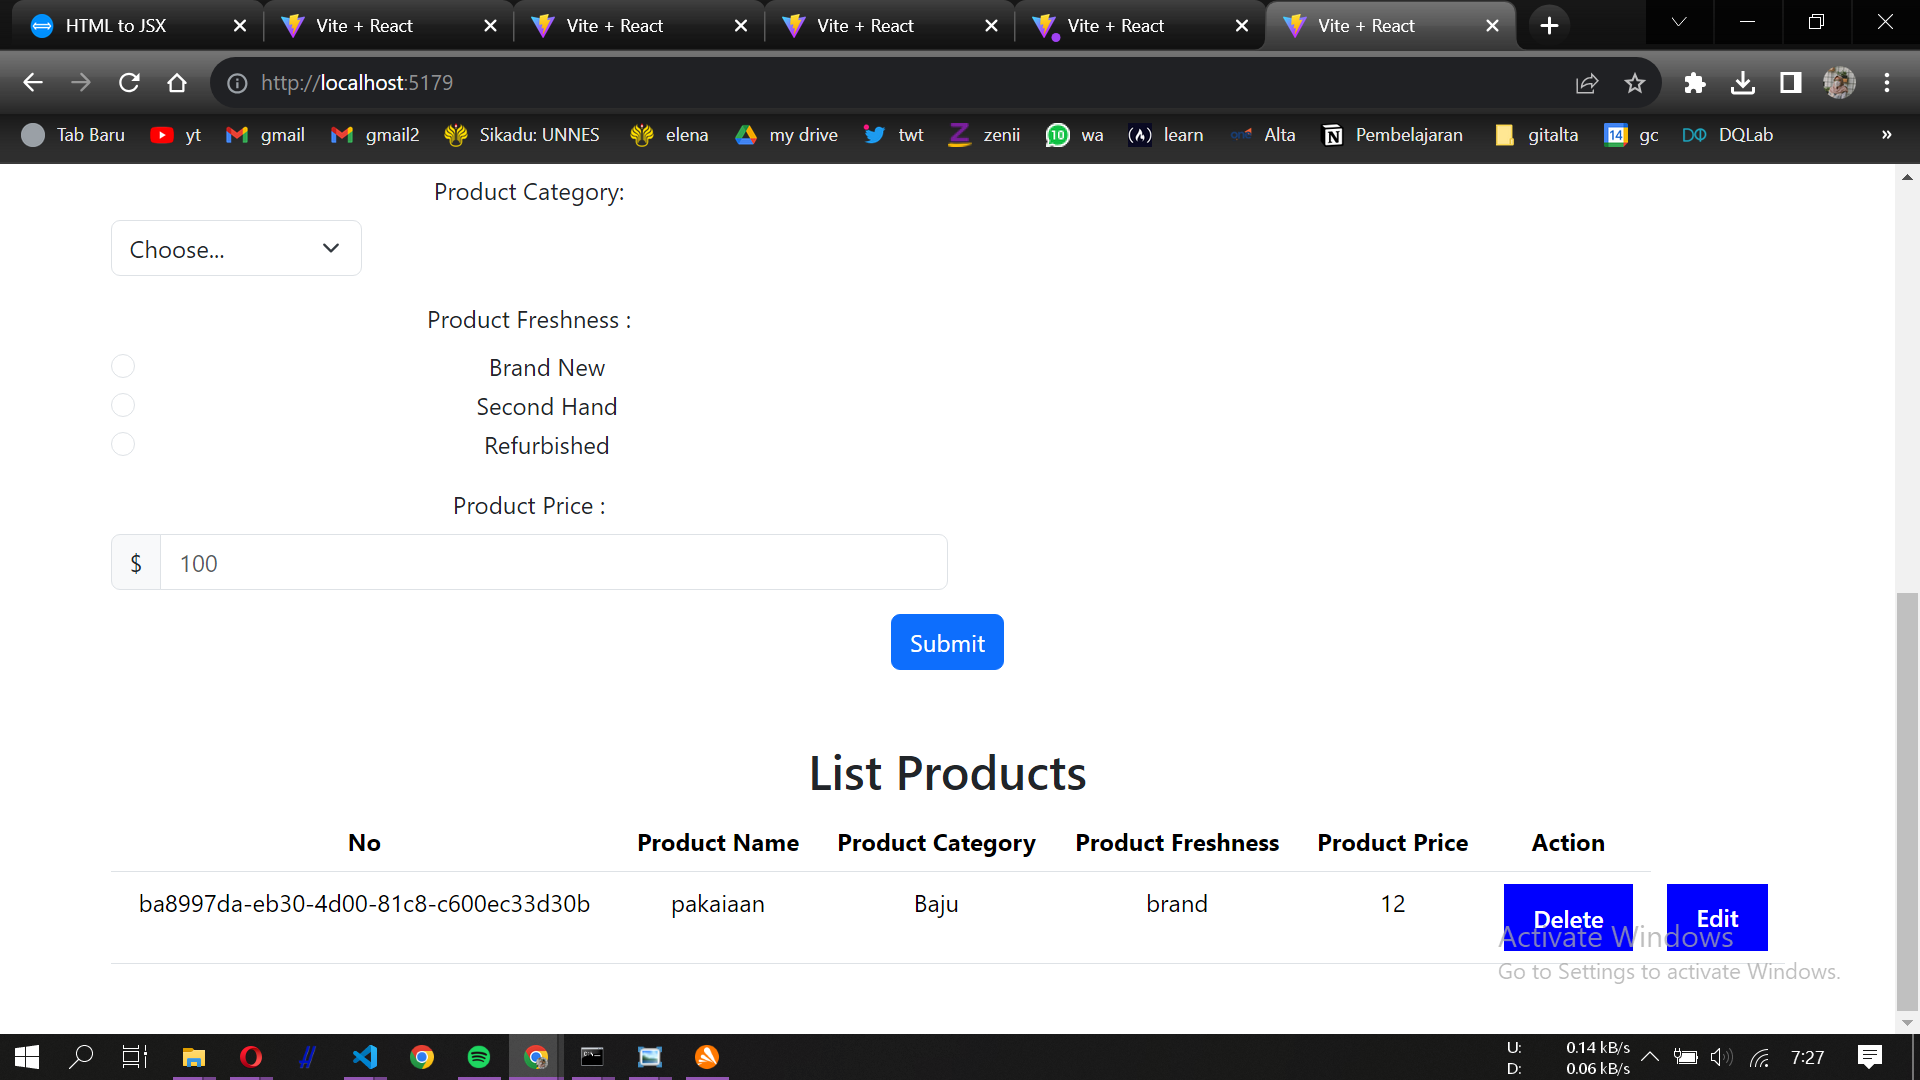 HTML to JSX
Vite + React
Vite + React
Vite + React
Vite + React
Vite + React
http://localhost:5179
Tab Baru
yt
gmail
gmail2
Sikadu: UNNES
elena
my drive
twt
zenii
10
wa
learn
Alta
Pembelajaran
gitalta
14
gc
DQLab
»
Product Category:
Choose...
Product Freshness :
Brand New
Second Hand
Refurbished
Product Price :
$ 100
Submit
List Products
No Product Name Product Category Product Freshness Product Price Action
ba8997da-eb30-4d00-81c8-c600ec33d30b pakaiaan Baju brand 12 Delete Edit
Activate Windows
Go to Settings to activate Windows.
U: 0.14 kB/s
D: 0.06 kB/s
7:27